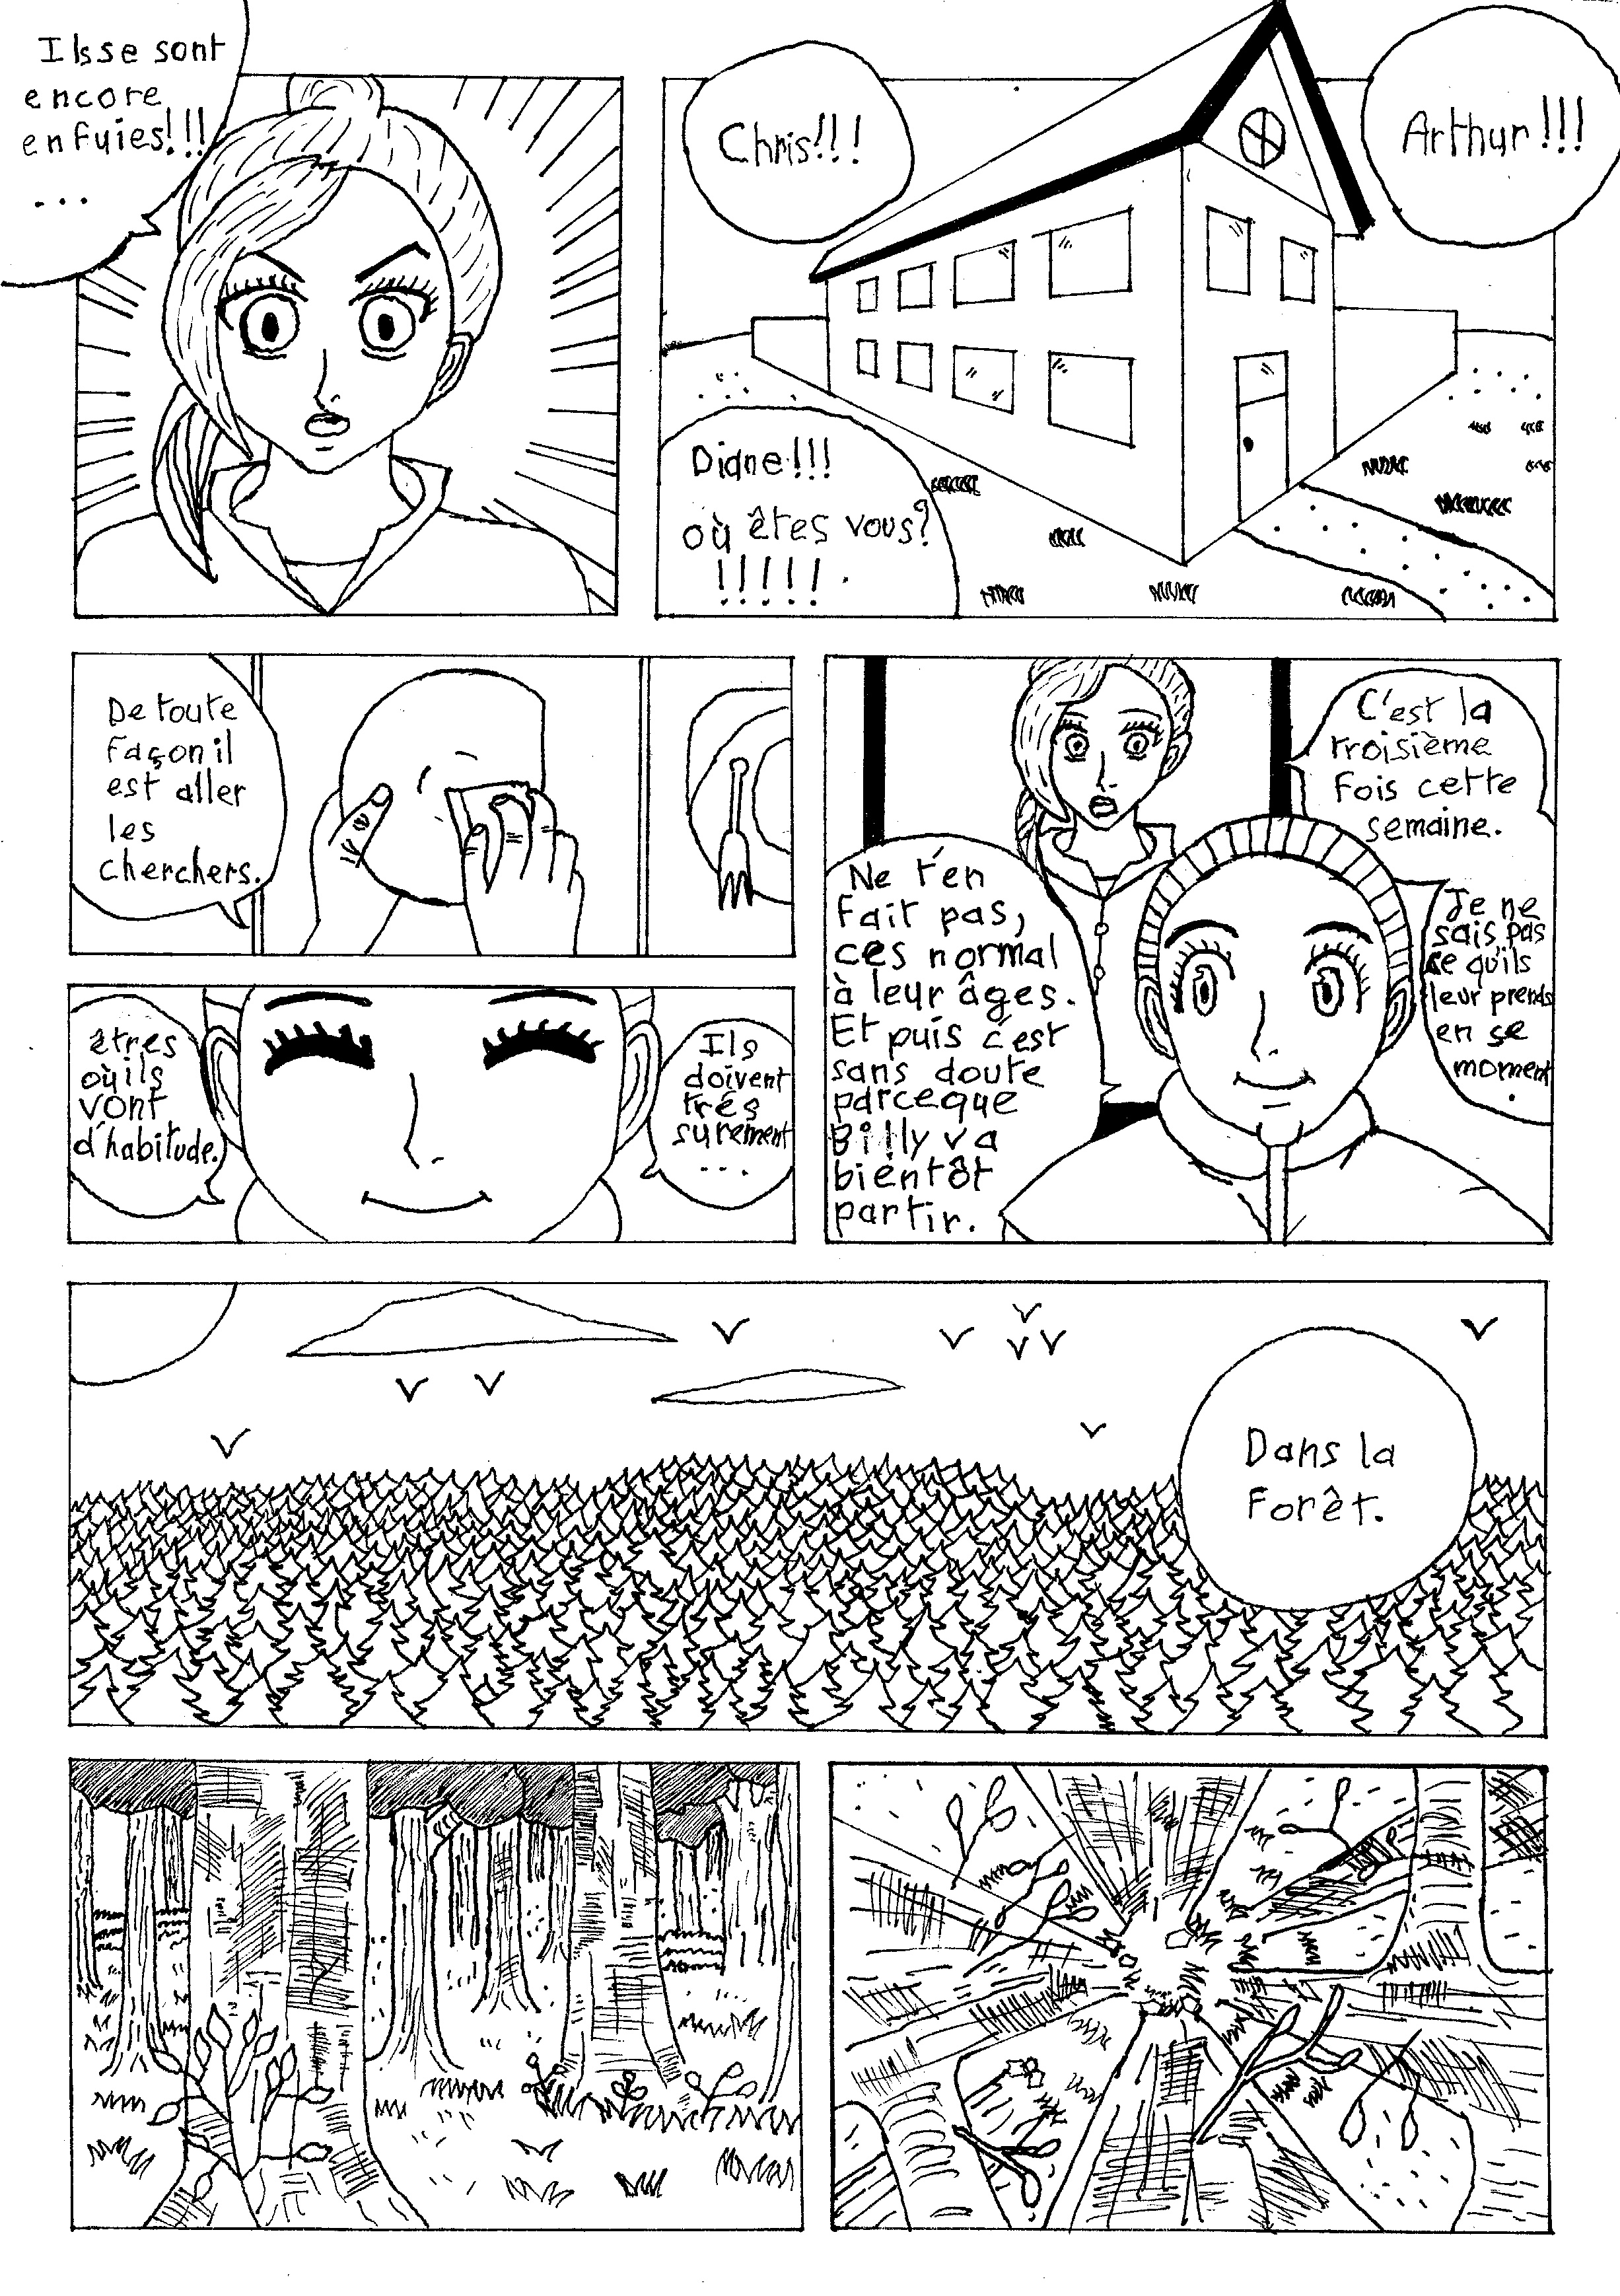 Ils se sont
encore
enfuies!!!
...
Chris!!!
Arthur!!!
Diane!!!
où êtes vous?
!!!!!.
C'est la
troisième
fois cette
semaine.
Je ne
sais pas
ce qu'ils
leur prends
en se
moment
.
Ne t'en
fait pas,
ces normal
à leur âges.
Et puis c'est
sans doute
parceque
Billy va
bientôt
partir.
De toute
façon il
est aller
les
cherchers.
Ils
doivent
trés
surement
...
êtres
où ils
vont
d'habitude.
Dans la
Forêt.